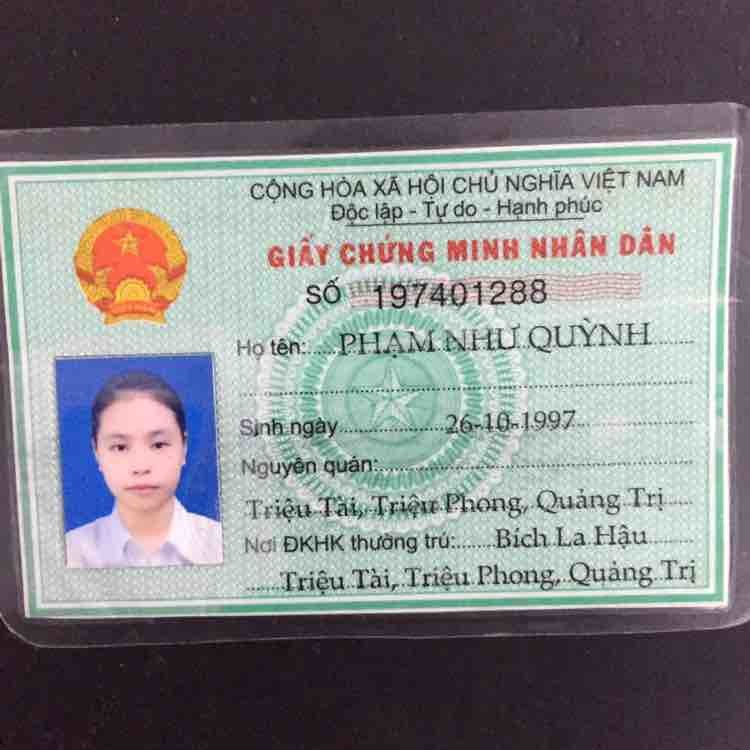 CỘNG HÒA XÃ HỘI CHỦ NGHĨA VIỆT NAM
Độc lập - Tự do - Hạnh phúc
GIẤY CHỨNG MINH NHÂN DÂN
SỐ 197401288
Họ tên: PHẠM NHƯ QUỲNH
Sinh ngày 26-10-1997
Nguyên quán:
Triệu Tài, Triệu Phong, Quảng Trị
Nơi ĐKHK thường trú: Bích La Hậu
Triệu Tài, Triệu Phong, Quảng Trị